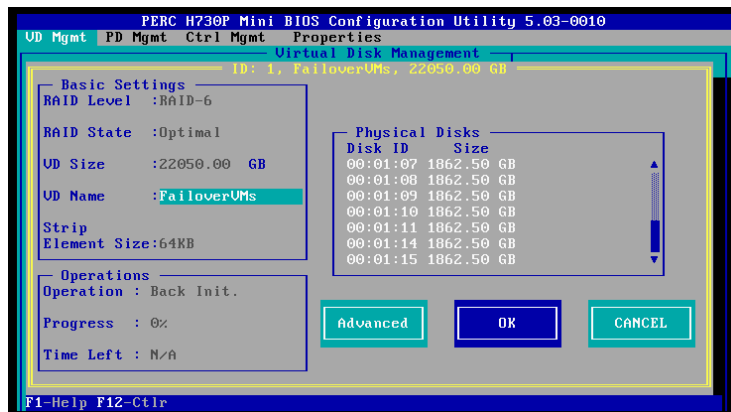 PERC H730P Mini BIOS Configuration Utility 5.03-0010
VD Mgmt PD Mgmt Ctrl Mgmt Properties
Virtual Disk Management
ID: 1, FailoverVMs, 22050.00 GB
Basic Settings
RAID Level :RAID-6
RAID State :Optimal
VD Size :22050.00 GB
VD Name :FailoverVMs
Strip
Element Size:64KB
Physical Disks
Disk ID Size
00:01:07 1862.50 GB
00:01:08 1862.50 GB
00:01:09 1862.50 GB
00:01:10 1862.50 GB
00:01:11 1862.50 GB
00:01:14 1862.50 GB
00:01:15 1862.50 GB
Operations
Operation : Back Init.
Progress : 0%
Time Left : N/A
Advanced
OK
CANCEL
F1-Help F12-Ctlr